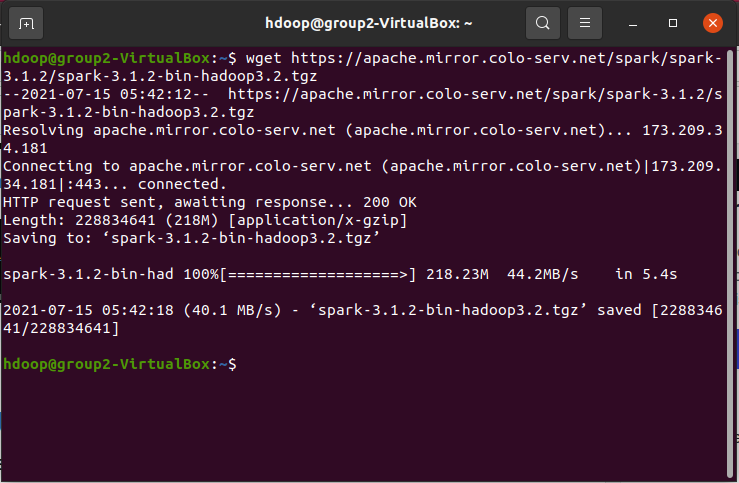 hdoop@group2-VirtualBox: ~
hdoop@group2-VirtualBox:~$ wget https://apache.mirror.colo-serv.net/spark/spark-
3.1.2/spark-3.1.2-bin-hadoop3.2.tgz
--2021-07-15 05:42:12--  https://apache.mirror.colo-serv.net/spark/spark-3.1.2/s
park-3.1.2-bin-hadoop3.2.tgz
Resolving apache.mirror.colo-serv.net (apache.mirror.colo-serv.net)... 173.209.3
4.181
Connecting to apache.mirror.colo-serv.net (apache.mirror.colo-serv.net)|173.209.
34.181|:443... connected.
HTTP request sent, awaiting response... 200 OK
Length: 228834641 (218M) [application/x-gzip]
Saving to: ‘spark-3.1.2-bin-hadoop3.2.tgz’
spark-3.1.2-bin-had 100%[===================>] 218.23M  44.2MB/s    in 5.4s
2021-07-15 05:42:18 (40.1 MB/s) - ‘spark-3.1.2-bin-hadoop3.2.tgz’ saved [2288346
41/228834641]
hdoop@group2-VirtualBox:~$